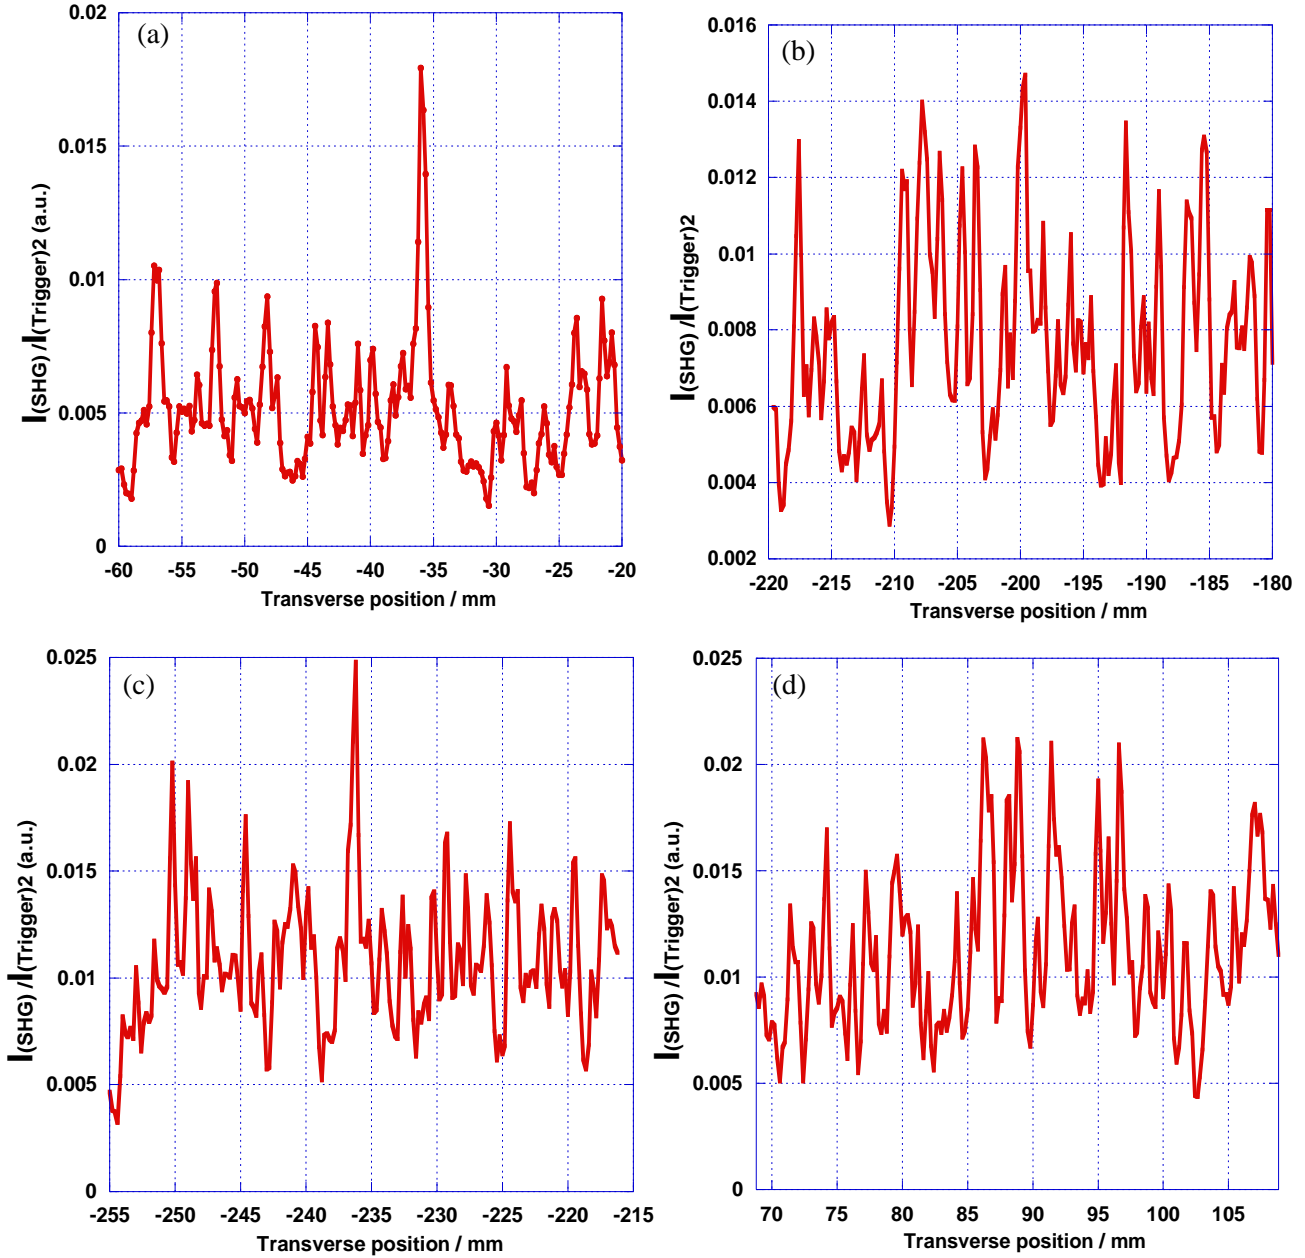 (a)
0.02
0.015
0.01
0.005
0
I(SHG) /I(Trigger)2 (a.u.)
-60 -55 -50 -45 -40 -35 -30 -25 -20
Transverse position / mm
(b)
0.016
0.014
0.012
0.01
0.008
0.006
0.004
0.002
I(SHG) /I(Trigger)2
-220 -215 -210 -205 -200 -195 -190 -185 -180
Transverse position / mm
(c)
0.025
0.02
0.015
0.01
0.005
0
I(SHG) /I(Trigger)2 (a.u.)
-255 -250 -245 -240 -235 -230 -225 -220 -215
Transverse position / mm
(d)
0.025
0.02
0.015
0.01
0.005
0
I(SHG) /I(Trigger)2 (a.u.)
70 75 80 85 90 95 100 105
Transverse position / mm